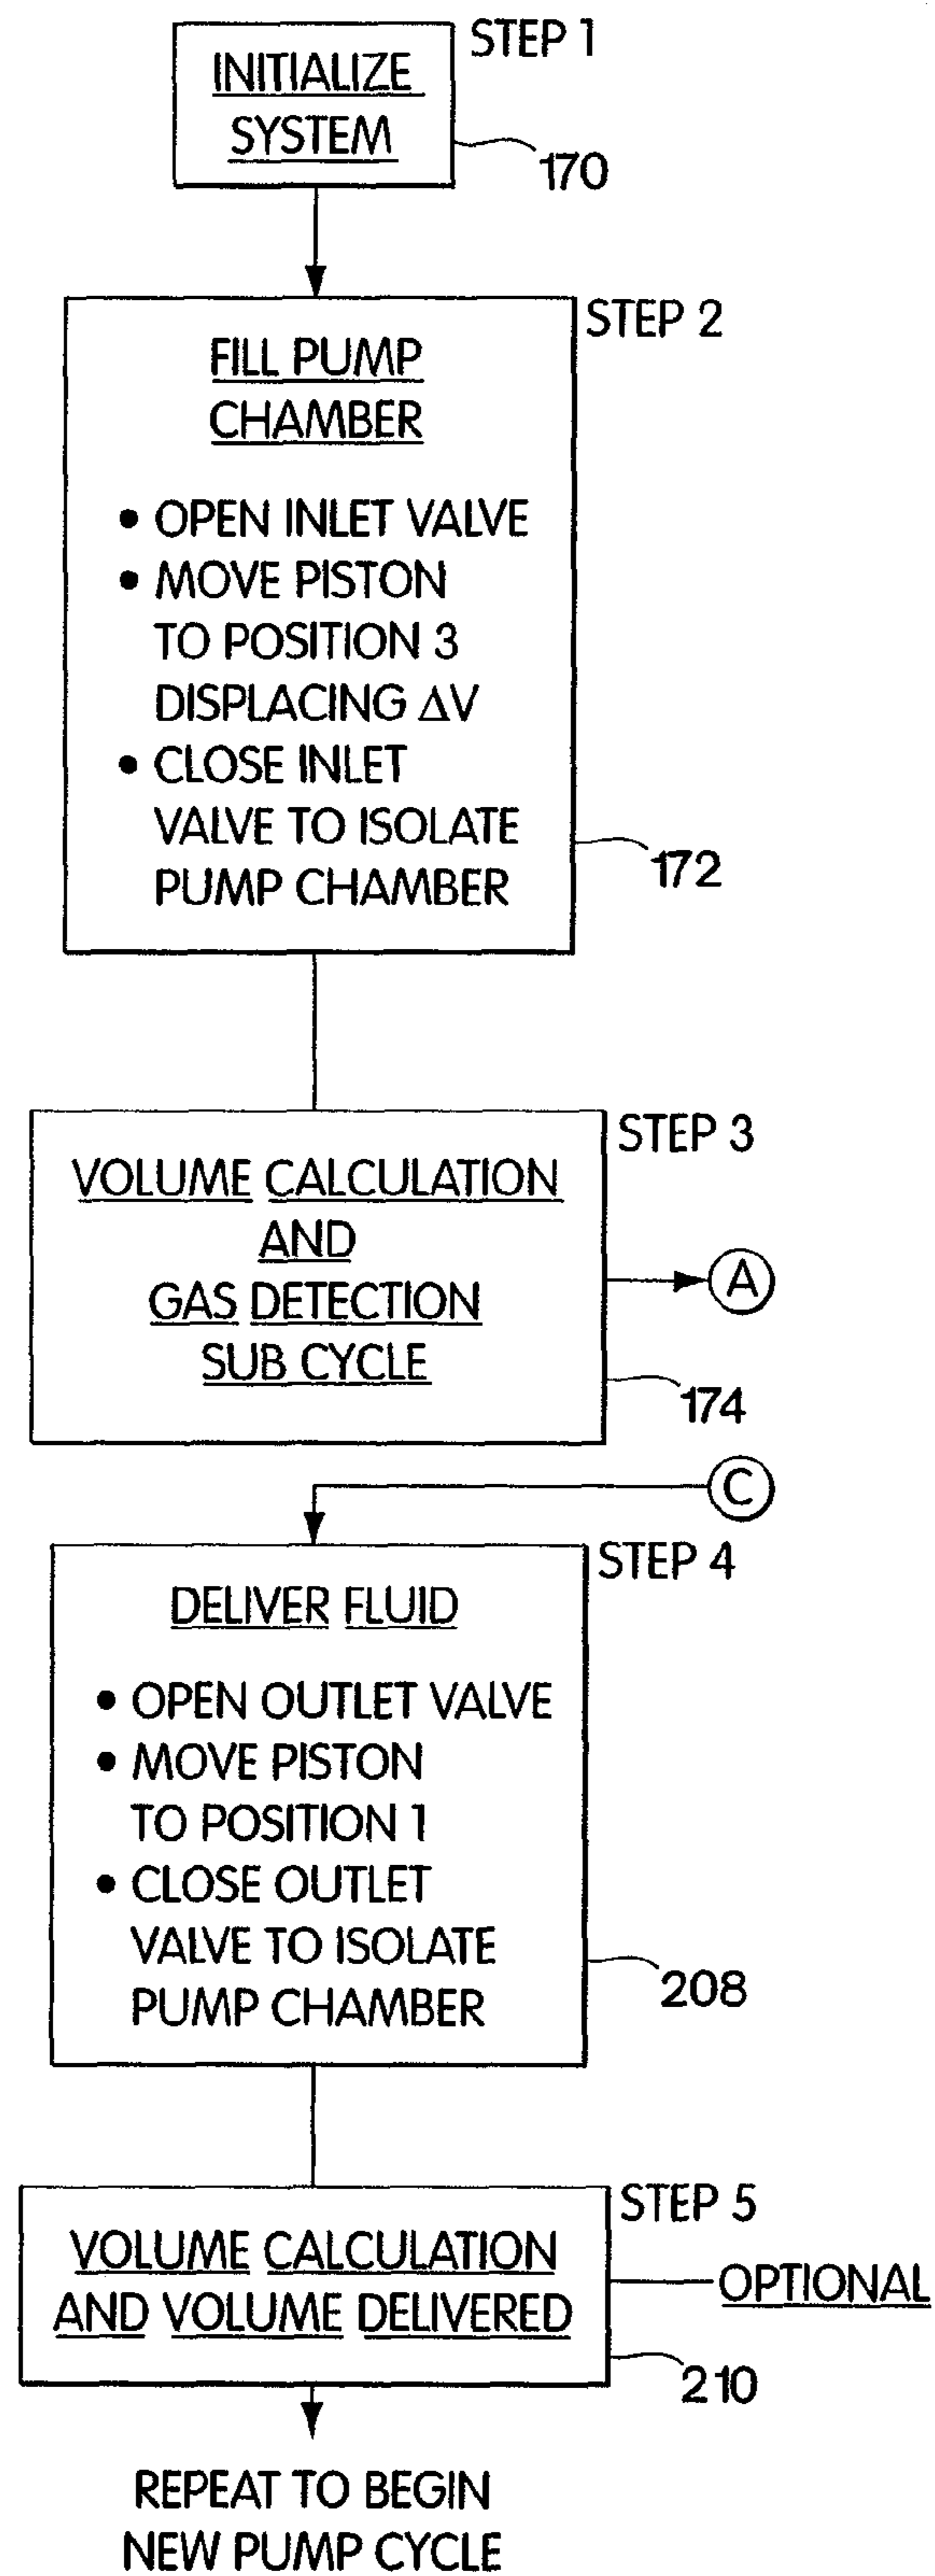 STEP 1
INITIALIZE
SYSTEM
170
STEP 2
FILL PUMP
CHAMBER
• OPEN INLET VALVE
• MOVE PISTON
TO POSITION 3
DISPLACING ΔV
• CLOSE INLET
VALVE TO ISOLATE
PUMP CHAMBER
172
STEP 3
VOLUME CALCULATION
AND
GAS DETECTION
SUB CYCLE
A
174
C
STEP 4
DELIVER FLUID
• OPEN OUTLET VALVE
• MOVE PISTON
TO POSITION 1
• CLOSE OUTLET
VALVE TO ISOLATE
PUMP CHAMBER
208
STEP 5
VOLUME CALCULATION
AND VOLUME DELIVERED
OPTIONAL
210
REPEAT TO BEGIN
NEW PUMP CYCLE